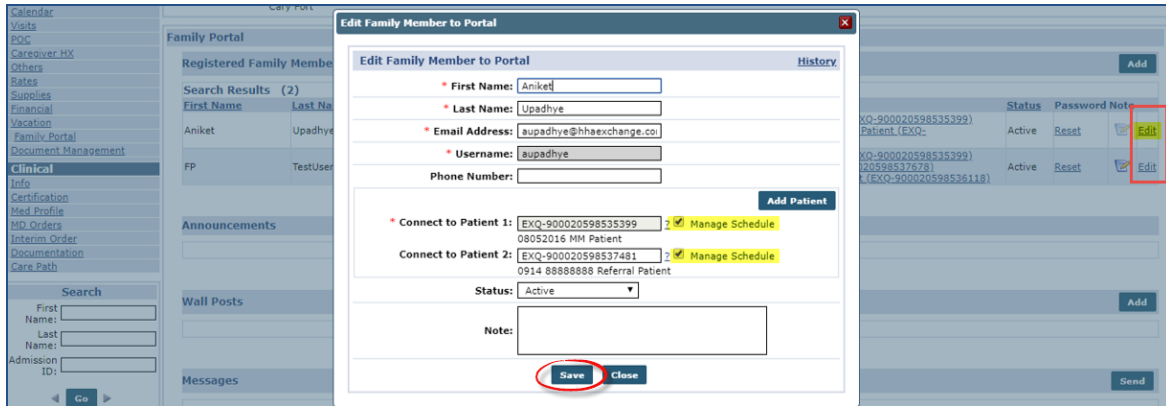 Calendar
Visits
POC
Caregiver HX
Others
Rates
Supplies
Financial
Vacation
Family Portal
Document Management
Clinical
Info
Certification
Med Profile
MD Orders
Interim Order
Documentation
Care Path
Search
First Name:
Last Name:
Admission ID:
Go
Cary Fort
Family Portal
Registered Family Membe
Add
Search Results (2)
First Name Last Na Status Password Note
Aniket Upadhye XQ-900020598535399)
Patient (EXQ- Active Reset Edit
FP TestUser XQ-900020598535399)
020598537678) Active Reset Edit
t (EXQ-900020598536118)
Announcements
Wall Posts
Add
Messages
Send
Edit Family Member to Portal
X
Edit Family Member to Portal History
* First Name: Aniket
* Last Name: Upadhye
* Email Address: aupadhye@hhaexchange.co
* Username: aupadhye
Phone Number:
Add Patient
* Connect to Patient 1: EXQ-900020598535399 ? Manage Schedule
08052016 MM Patient
Connect to Patient 2: EXQ-900020598537481 ? Manage Schedule
0914 88888888 Referral Patient
Status: Active
Note:
Save Close